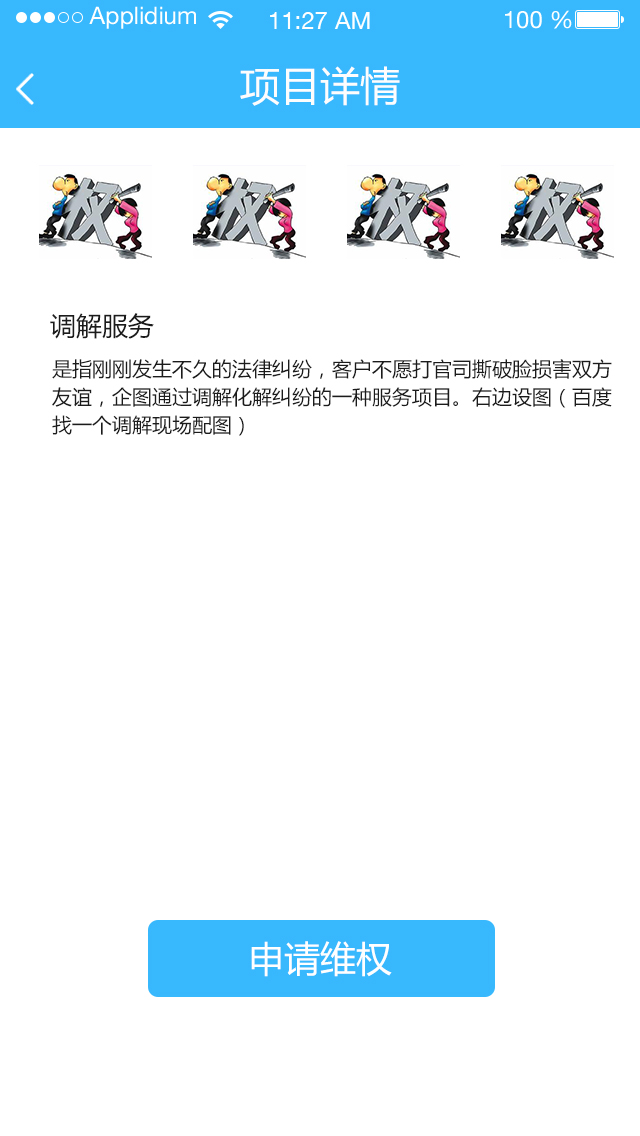 Applidium 11:27 AM 100 %
项目详情
权 权 权 权
调解服务
是指刚刚发生不久的法律纠纷，客户不愿打官司撕破脸损害双方
友谊，企图通过调解化解纠纷的一种服务项目。右边设图（百度
找一个调解现场配图）
申请维权